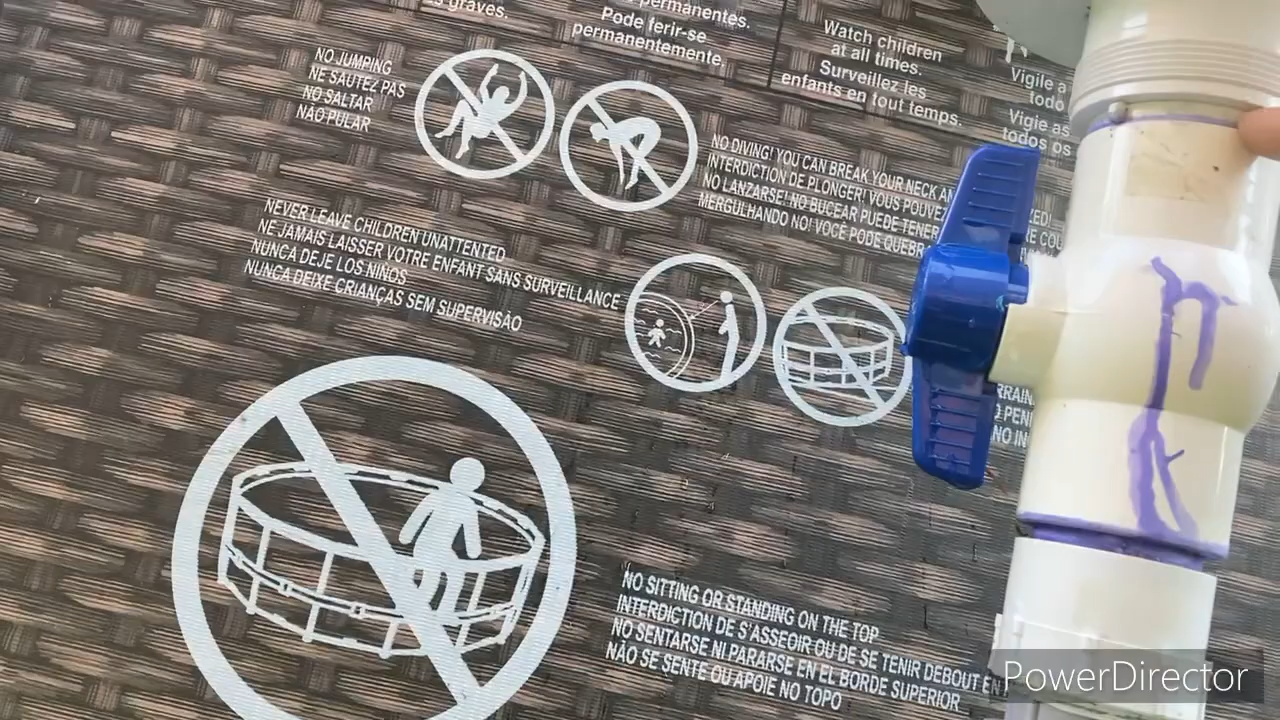 graves.
permanentes.
Pode ferir-se
permanentemente.
Watch children
at all times.
Surveillez les
enfants en tout temps.
Vigile a
todo
Vigie as
todos os
NO JUMPING
NE SAUTEZ PAS
NO SALTAR
NÃO PULAR
NO DIVING! YOU CAN BREAK YOUR NECK
INTERDICTION DE PLONGER! VOUS
NO LANZARSE! NO BUCEAR PUEDE TENER
MERGULHANDO NO! VOCÊ PODE
NEVER LEAVE CHILDREN UNATTENTED
NE JAMAIS LAISSER VOTRE ENFANT SANS SURVEILLANCE
NUNCA DEJE LOS NIÑOS
NUNCA DEIXE CRIANÇAS SEM SUPERVISÃO
NO SITTING OR STANDING ON THE TOP
INTERDICTION DE S'ASSEOIR OU DE SE TENIR DEBOUT
NO SENTARSE NI PARARSE EN EL BORDE SUPERIOR
NÃO SE SENTE OU APOIE NO TOPO
PowerDirector